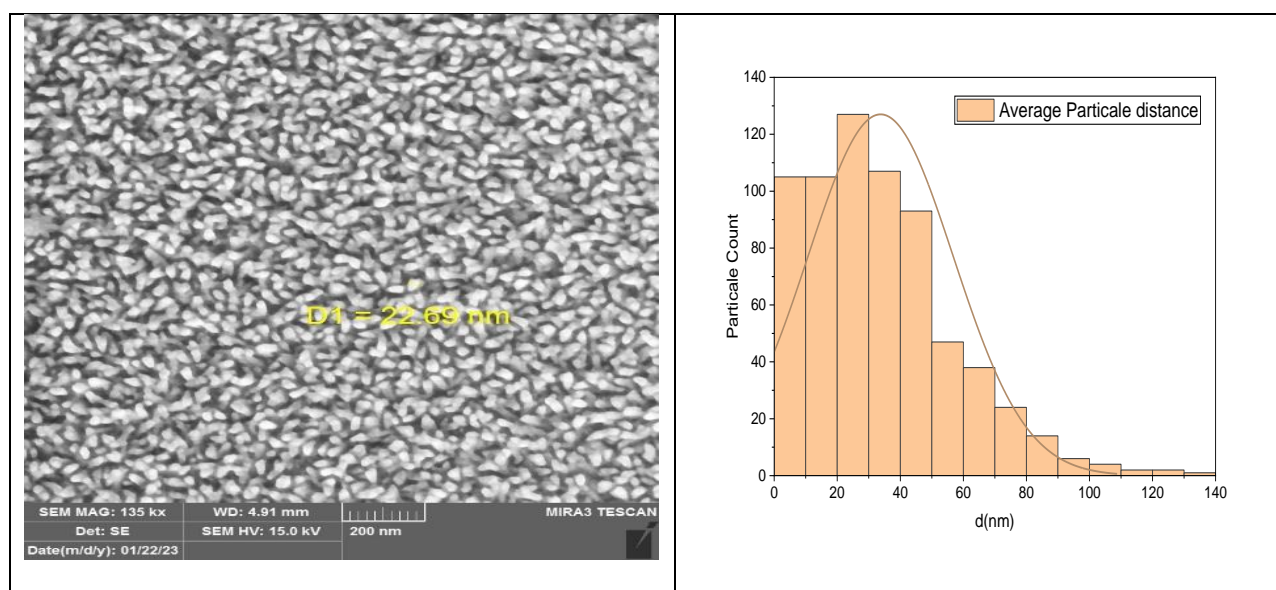 D1 = 22.69 nm
SEM MAG: 135 kx WD: 4.91 mm MIRA3 TESCAN
Det: SE SEM HV: 15.0 kV 200 nm
Date(m/d/y): 01/22/23
Average Particale distance
Particale Count
140
120
100
80
60
40
20
0
0 20 40 60 80 100 120 140
d(nm)